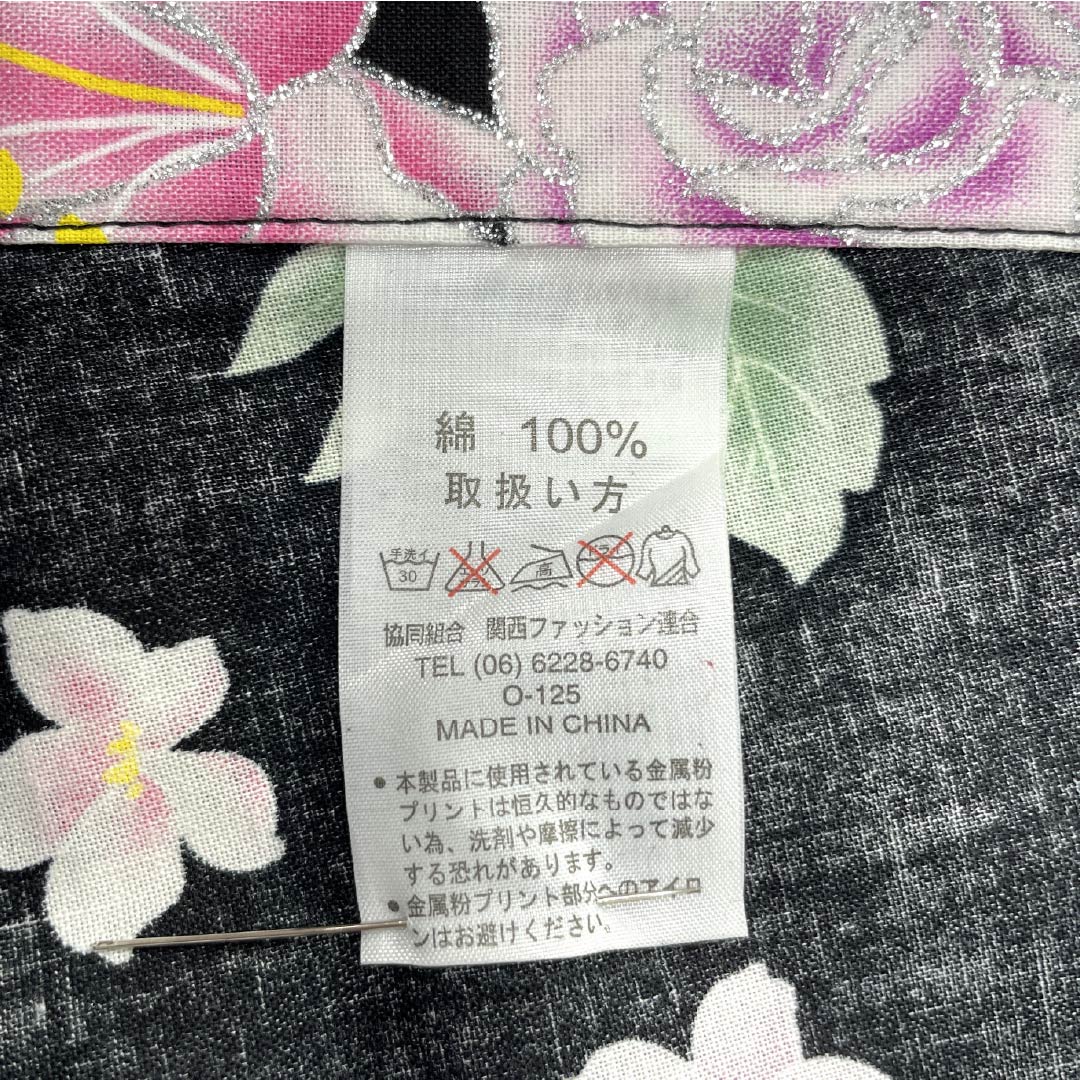 綿 100%
取扱い方
手洗イ
30
高
協同組合 関西ファッション連合
TEL (06) 6228-6740
O-125
MADE IN CHINA
● 本製品に使用されている金属粉
プリントは恒久的なものではな
い為、洗剤や摩擦によって減少
する恐れがあります。
● 金属粉プリント部分へのアイロ
ンはお避けください。